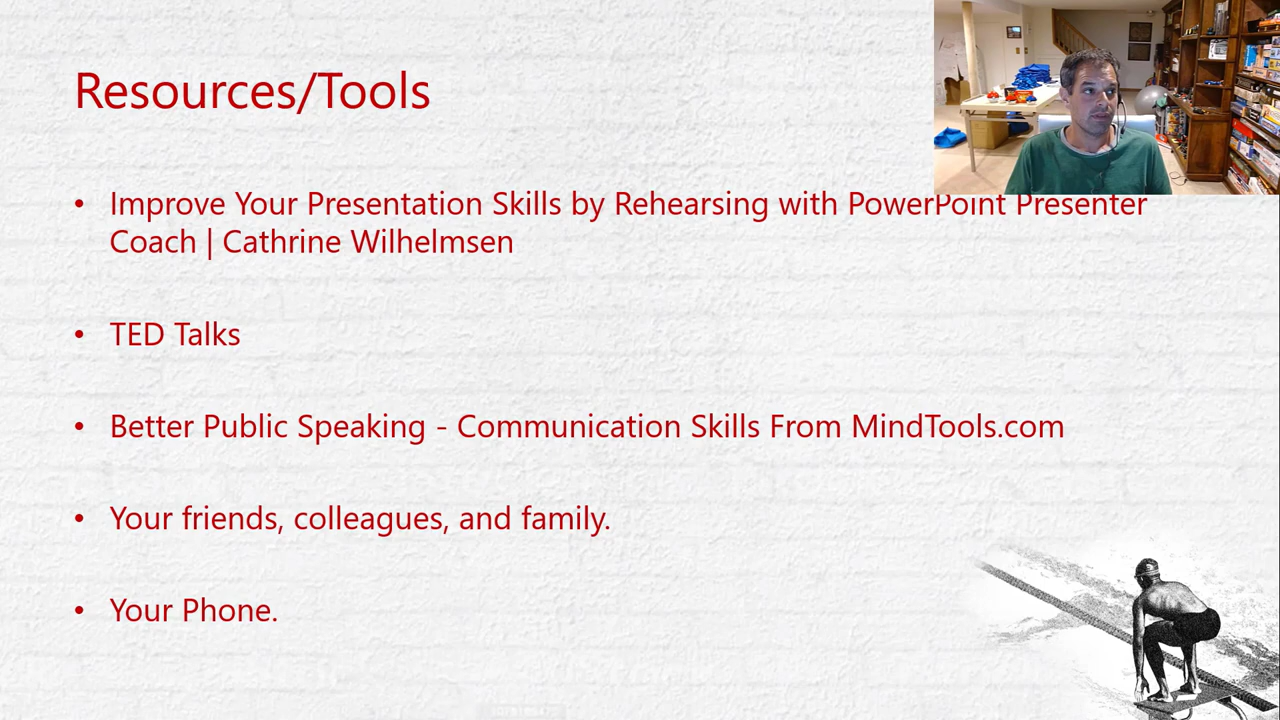 Resources/Tools
• Improve Your Presentation Skills by Rehearsing with PowerPoint Presenter
Coach | Cathrine Wilhelmsen
• TED Talks
• Better Public Speaking - Communication Skills From MindTools.com
• Your friends, colleagues, and family.
• Your Phone.